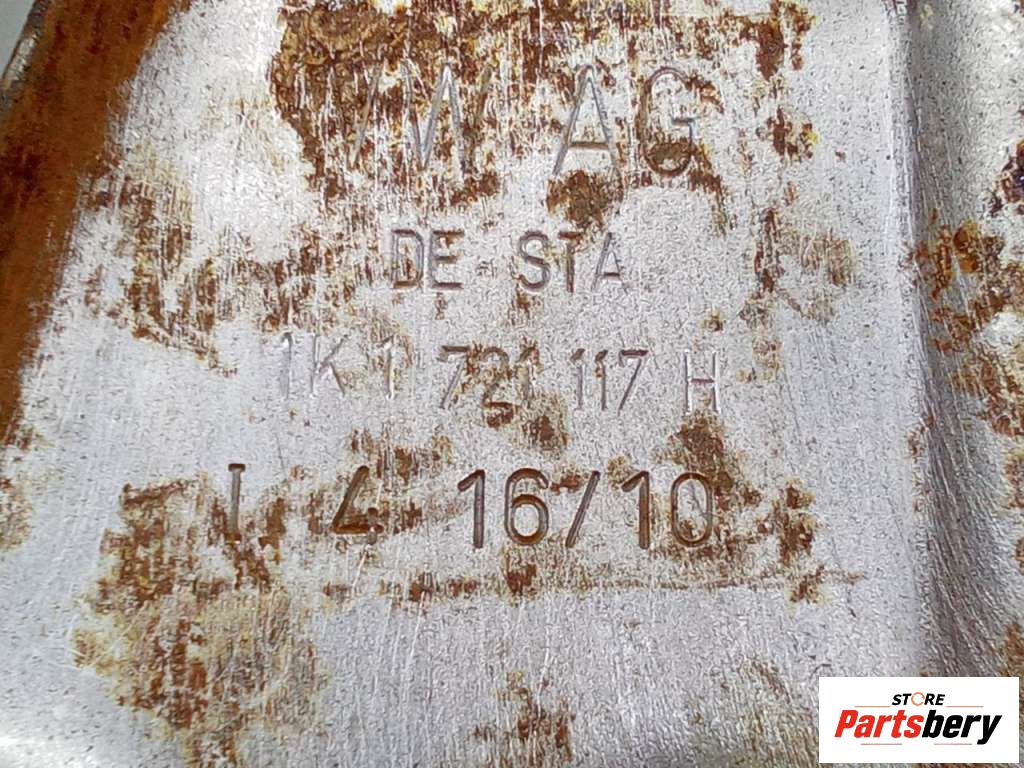 VW AG
DE STA
1K1 721 117 H
I 4 16/10
STORE
Partsbery